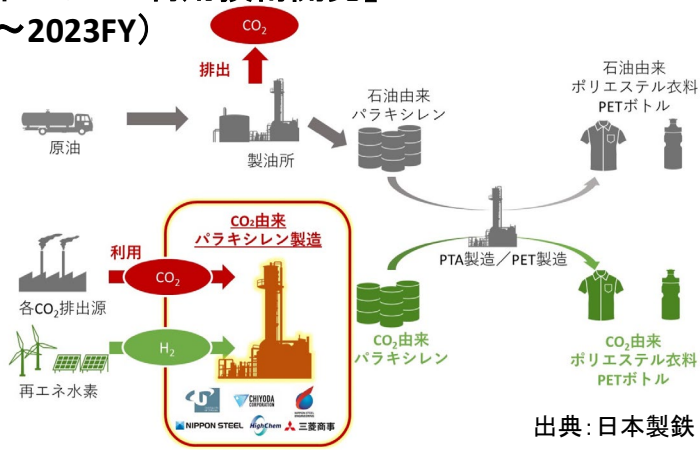 ～2023FY）
CO₂
排出
原油
製油所
石油由来
パラキシレン
石油由来
ポリエステル衣料
PETボトル
CO₂由来
パラキシレン製造
利用
CO₂
各CO₂排出源
H₂
再エネ水素
CHIYODA
CORPORATION
NIPPON STEEL
HighChem
三菱商事
PTA製造／PET製造
CO₂由来
パラキシレン
CO₂由来
ポリエステル衣料
PETボトル
出典：日本製鉄